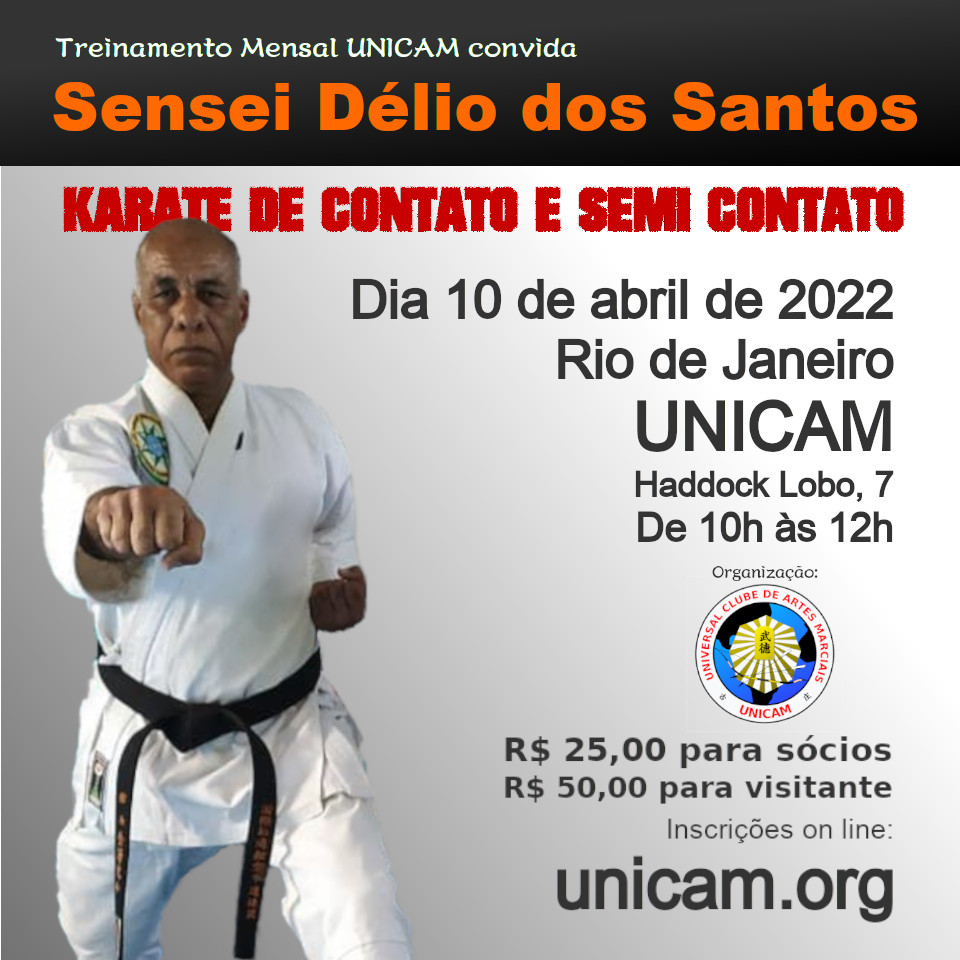 Treinamento Mensal UNICAM convida
Sensei Délio dos Santos
KARATE DE CONTATO E SEMI CONTATO
Dia 10 de abril de 2022
Rio de Janeiro
UNICAM
Haddock Lobo, 7
De 10h às 12h
Organização:
UNIVERSAL CLUBE DE ARTES MARCIAIS
武徳
UNICAM
R$ 25,00 para sócios
R$ 50,00 para visitante
Inscrições on line:
unicam.org